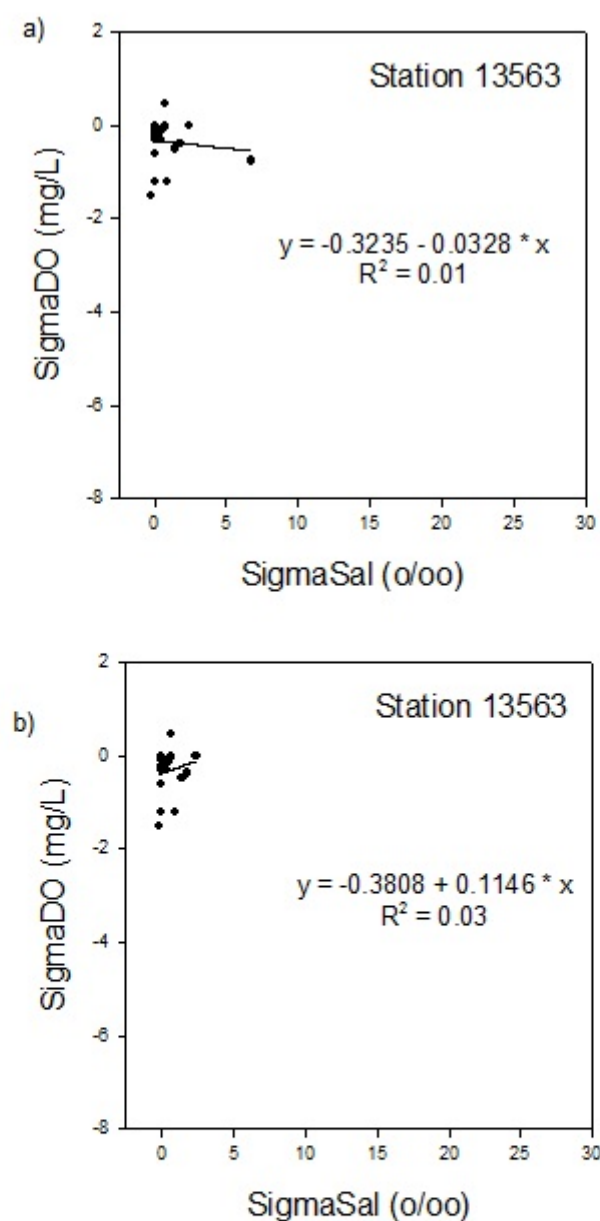 a)
Station 13563
2
0
-2
-4
-6
-8
SigmaDO (mg/L)
y = -0.3235 - 0.0328 * x
R² = 0.01
0 5 10 15 20 25 30
SigmaSal (o/oo)
b)
Station 13563
2
0
-2
-4
-6
-8
SigmaDO (mg/L)
y = -0.3808 + 0.1146 * x
R² = 0.03
0 5 10 15 20 25 30
SigmaSal (o/oo)